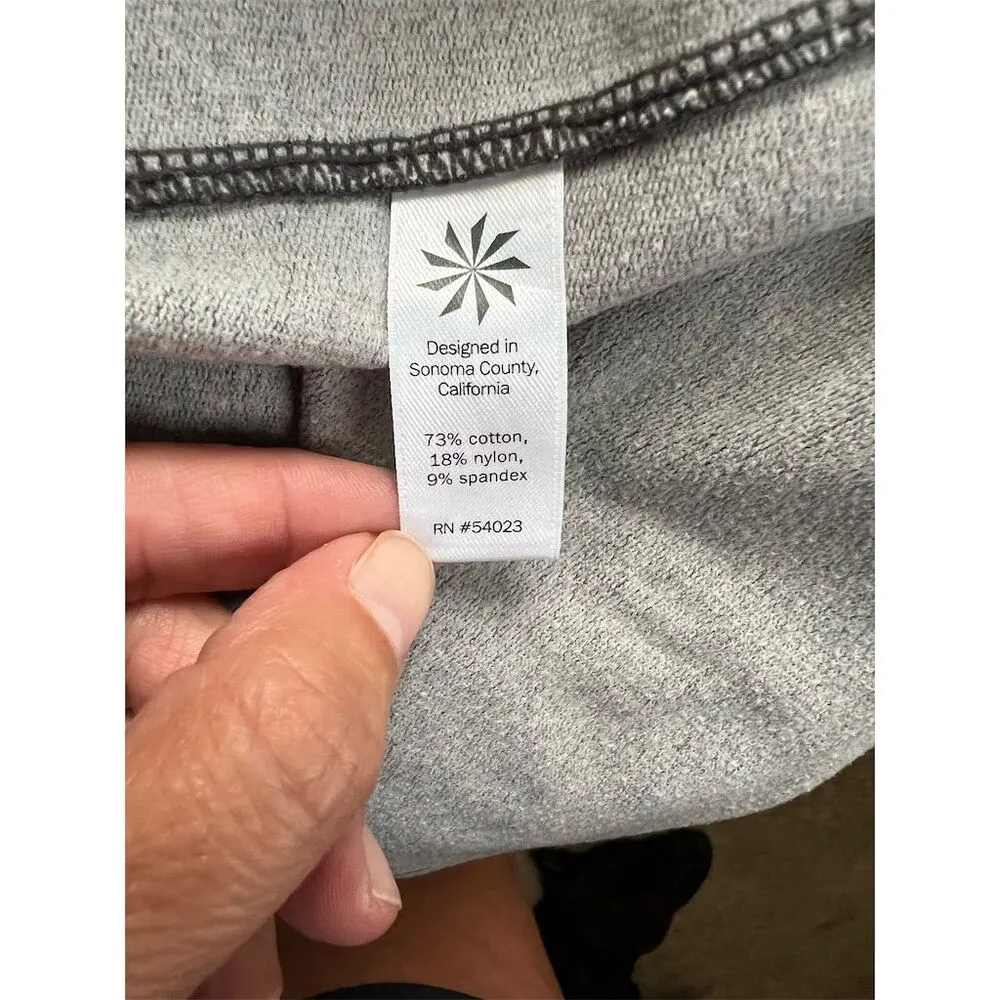 Designed in
Sonoma County,
California
73% cotton,
18% nylon,
9% spandex
RN #54023